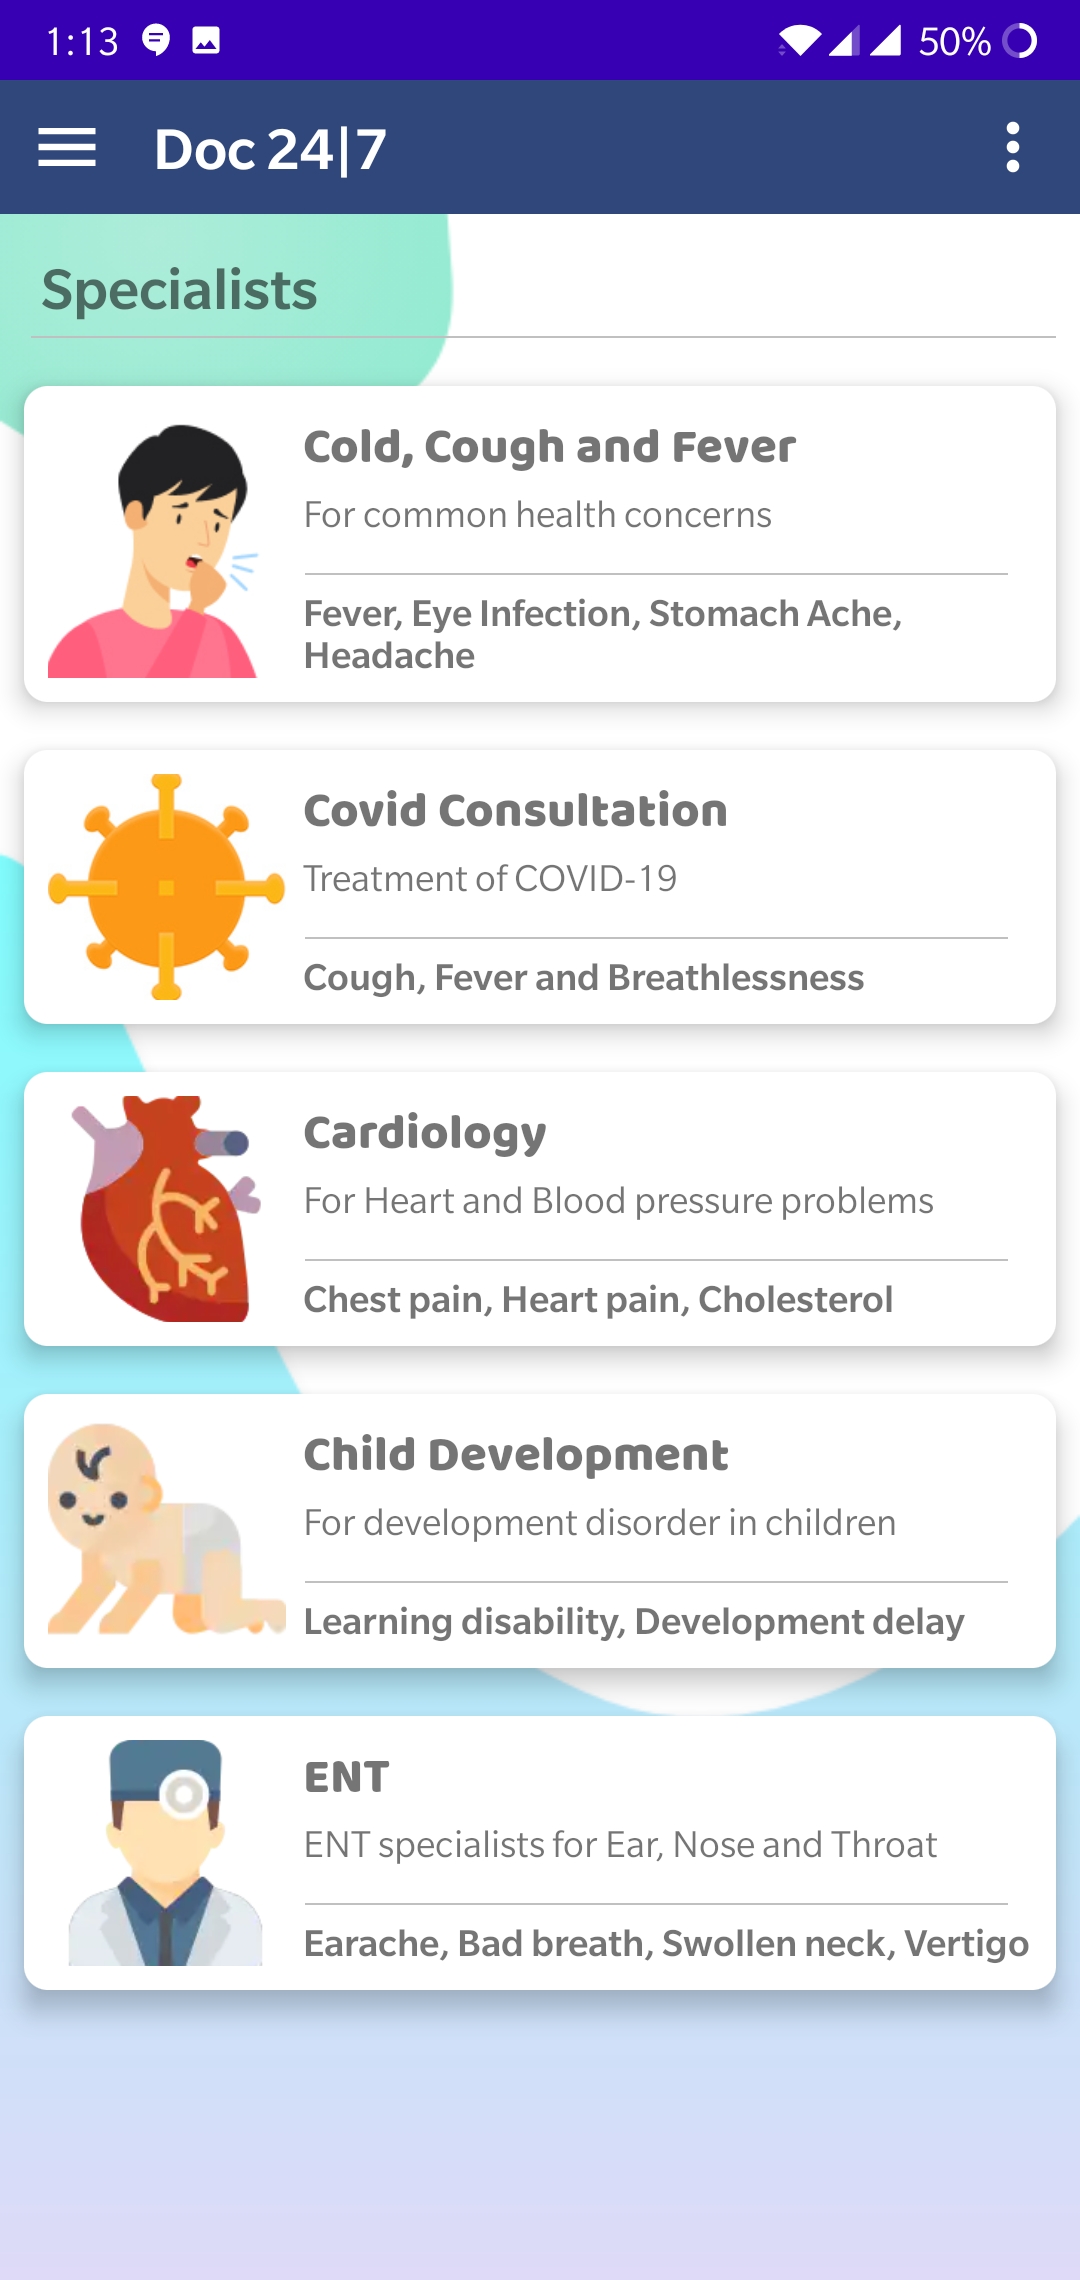 1:13 50%
Doc 24|7
Specialists
Cold, Cough and Fever
For common health concerns
Fever, Eye Infection, Stomach Ache,
Headache
Covid Consultation
Treatment of COVID-19
Cough, Fever and Breathlessness
Cardiology
For Heart and Blood pressure problems
Chest pain, Heart pain, Cholesterol
Child Development
For development disorder in children
Learning disability, Development delay
ENT
ENT specialists for Ear, Nose and Throat
Earache, Bad breath, Swollen neck, Vertigo